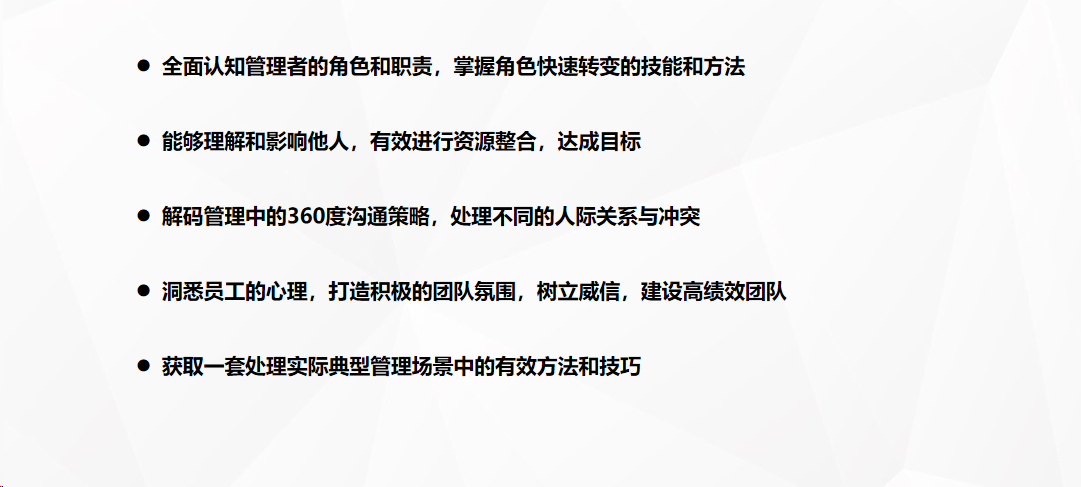 ● 全面认知管理者的角色和职责，掌握角色快速转变的技能和方法
● 能够理解和影响他人，有效进行资源整合，达成目标
● 解码管理中的360度沟通策略，处理不同的人际关系与冲突
● 洞悉员工的心理，打造积极的团队氛围，树立威信，建设高绩效团队
● 获取一套处理实际典型管理场景中的有效方法和技巧